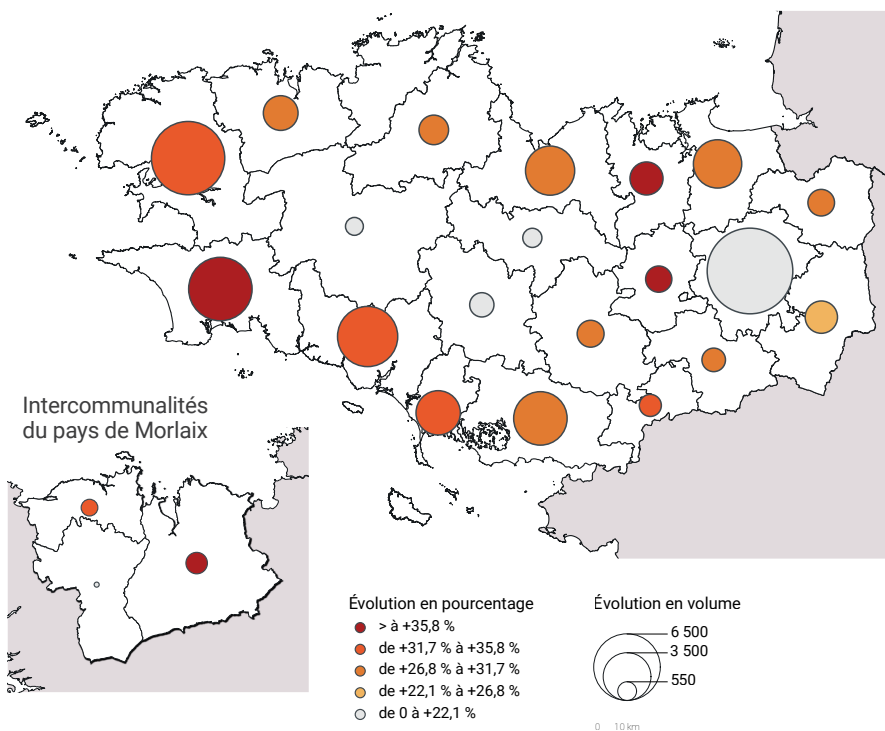 Intercommunalités
du pays de Morlaix
Évolution en pourcentage
> à +35,8 %
de +31,7 % à +35,8 %
de +26,8 % à +31,7 %
de +22,1 % à +26,8 %
de 0 à +22,1 %
Évolution en volume
6 500
3 500
550
0 10 km